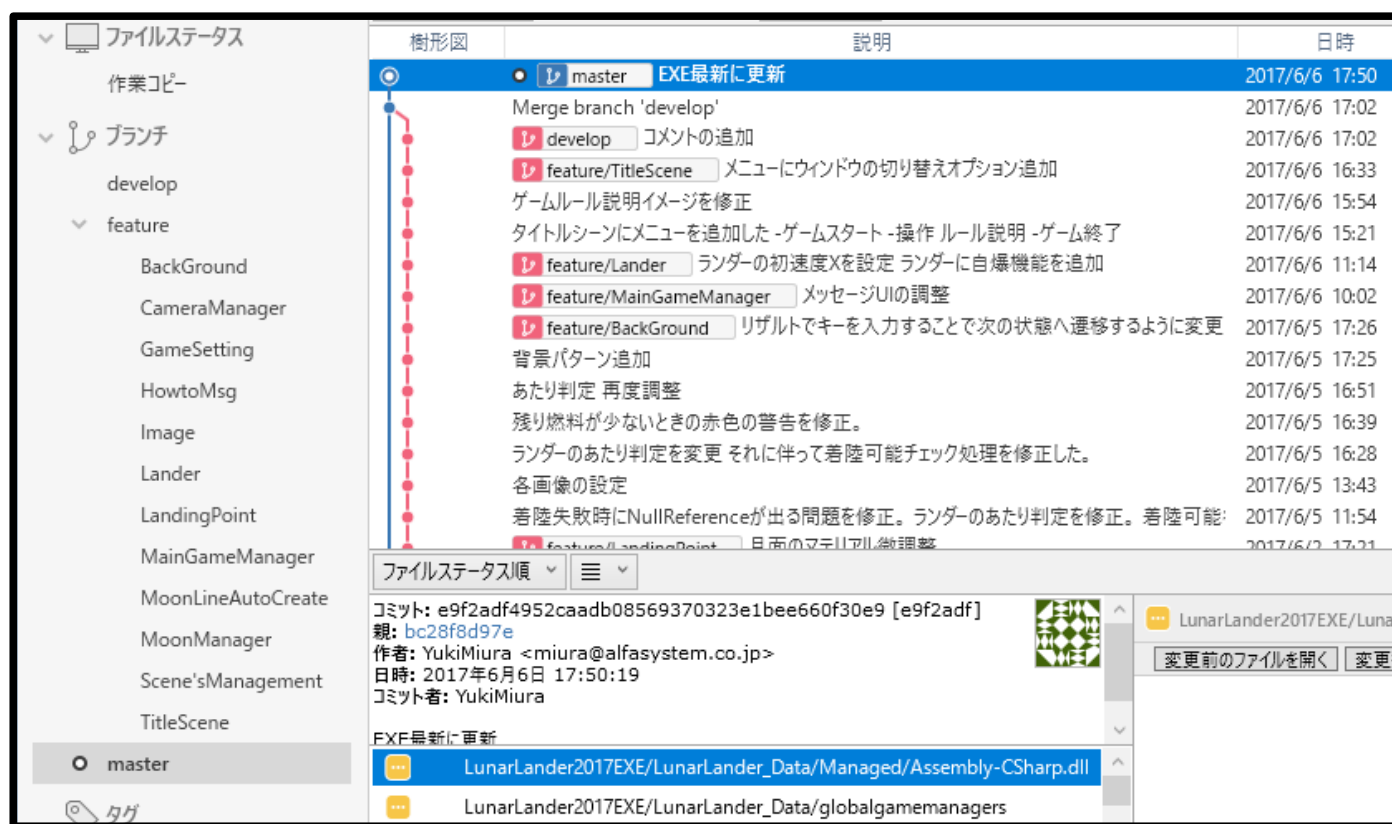 ファイルステータス
作業コピー
ブランチ
develop
feature
BackGround
CameraManager
GameSetting
HowtoMsg
Image
Lander
LandingPoint
MainGameManager
MoonLineAutoCreate
MoonManager
Scene'sManagement
TitleScene
master
タグ
樹形図 説明 日時
master EXE最新に更新 2017/6/6 17:50
Merge branch 'develop' 2017/6/6 17:02
develop コメントの追加 2017/6/6 17:02
feature/TitleScene メニューにウィンドウの切り替えオプション追加 2017/6/6 16:33
ゲームルール説明イメージを修正 2017/6/6 15:54
タイトルシーンにメニューを追加した -ゲームスタート -操作 ルール説明 -ゲーム終了 2017/6/6 15:21
feature/Lander ランダーの初速度Xを設定 ランダーに自爆機能を追加 2017/6/6 11:14
feature/MainGameManager メッセージUIの調整 2017/6/6 10:02
feature/BackGround リザルトでキーを入力することで次の状態へ遷移するように変更 2017/6/5 17:26
背景パターン追加 2017/6/5 17:25
あたり判定 再度調整 2017/6/5 16:51
残り燃料が少ないときの赤色の警告を修正。 2017/6/5 16:39
ランダーのあたり判定を変更 それに伴って着陸可能チェック処理を修正した。 2017/6/5 16:28
各画像の設定 2017/6/5 13:43
着陸失敗時にNullReferenceが出る問題を修正。ランダーのあたり判定を修正。着陸可能 2017/6/5 11:54
feature/LandingPoint 月面のマテリアル微調整 2017/6/2 17:21
ファイルステータス順
コミット: e9f2adf4952caadb08569370323e1bee660f30e9 [e9f2adf]
親: bc28f8d97e
作者: YukiMiura <miura@alfasystem.co.jp>
日時: 2017年6月6日 17:50:19
コミット者: YukiMiura
EXE最新に更新
LunarLander2017EXE/LunarLander_Data/Managed/Assembly-CSharp.dll
LunarLander2017EXE/LunarLander_Data/globalgamemanagers
LunarLander2017EXE/Luna
変更前のファイルを開く 変更